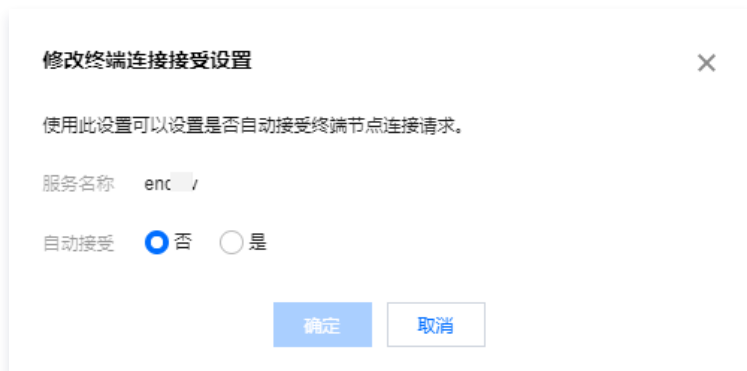 修改终端连接接受设置
使用此设置可以设置是否自动接受终端节点连接请求。
服务名称
自动接受 否 是
确定 取消